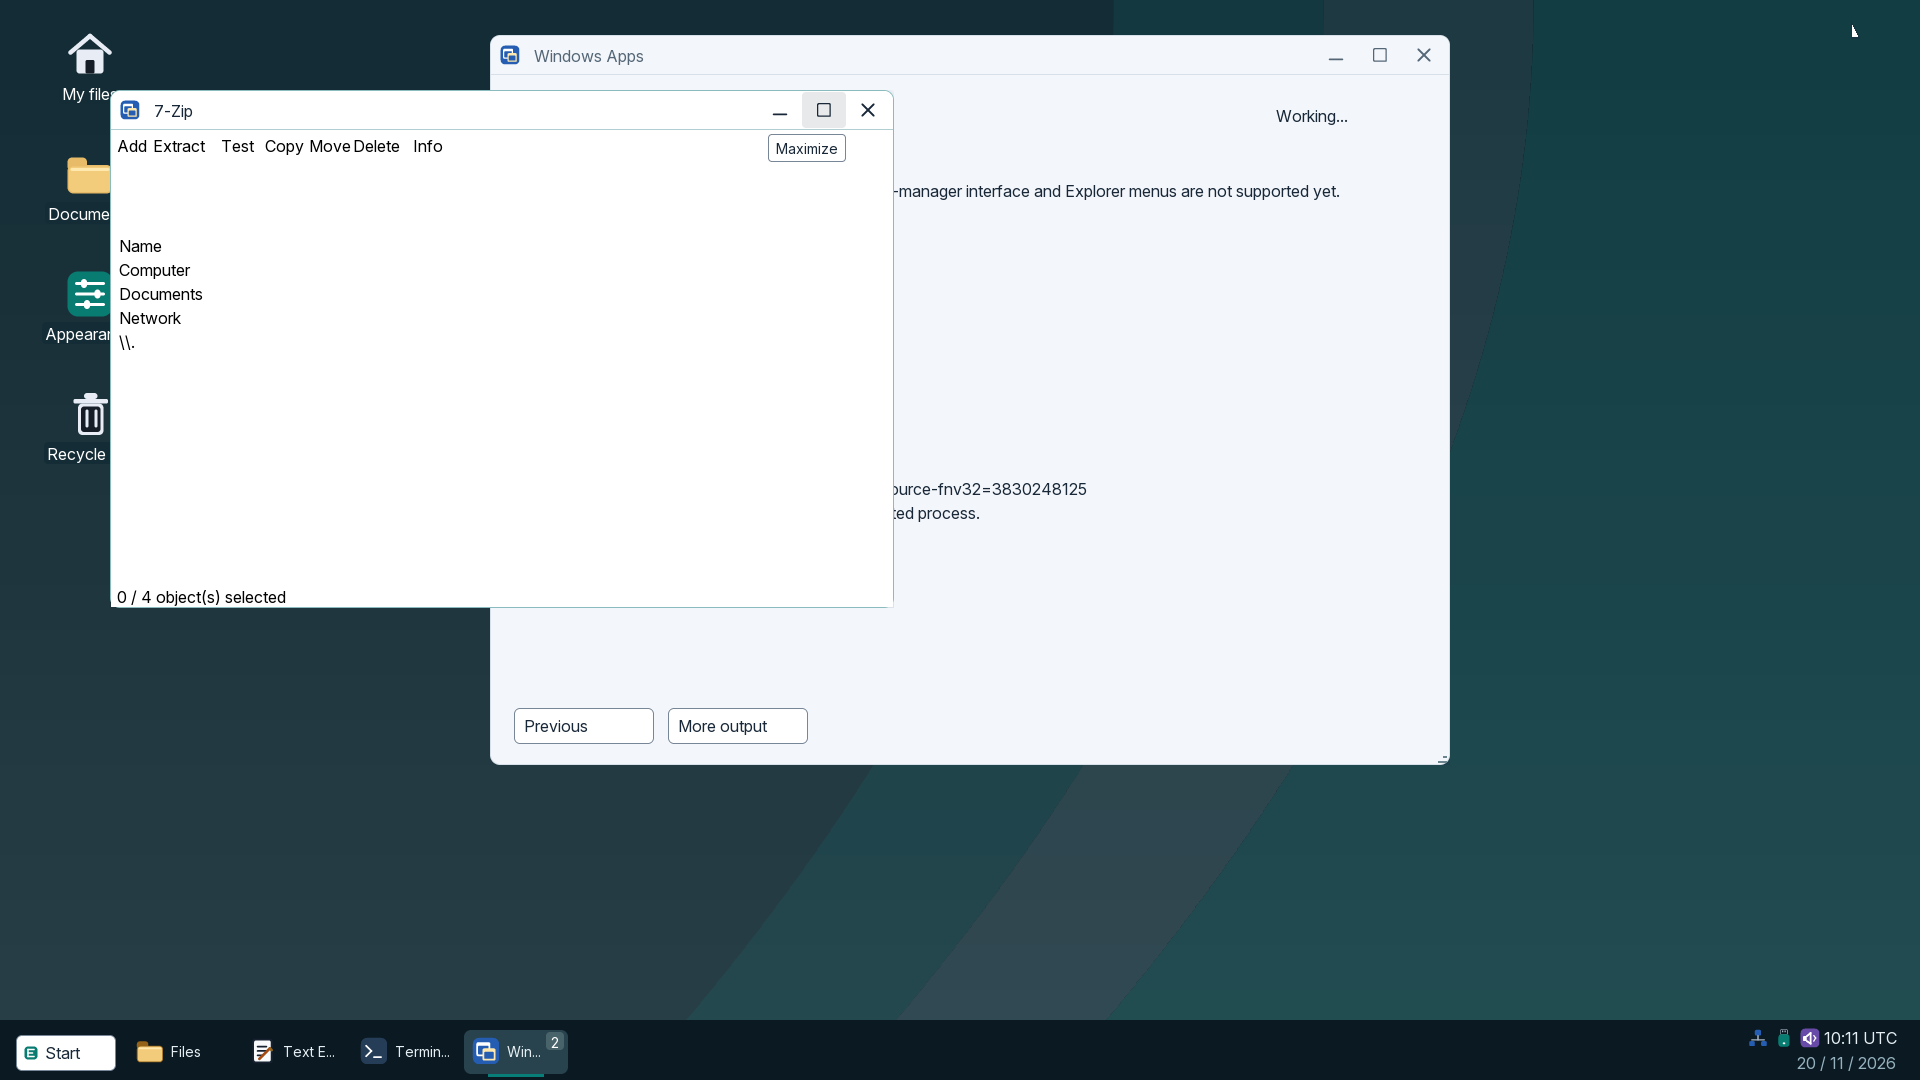 My files
Windows Apps
7-Zip
Working...
Add Extract Test Copy Move Delete Info
Maximize
-manager interface and Explorer menus are not supported yet.
Name
Computer
Documents
Network
\\.
ource-fnv32=3830248125
ted process.
0 / 4 object(s) selected
Docume
Appearar
Recycle
Previous
More output
Start
Files
Text E...
Termin...
Win...
2
10:11 UTC
20 / 11 / 2026